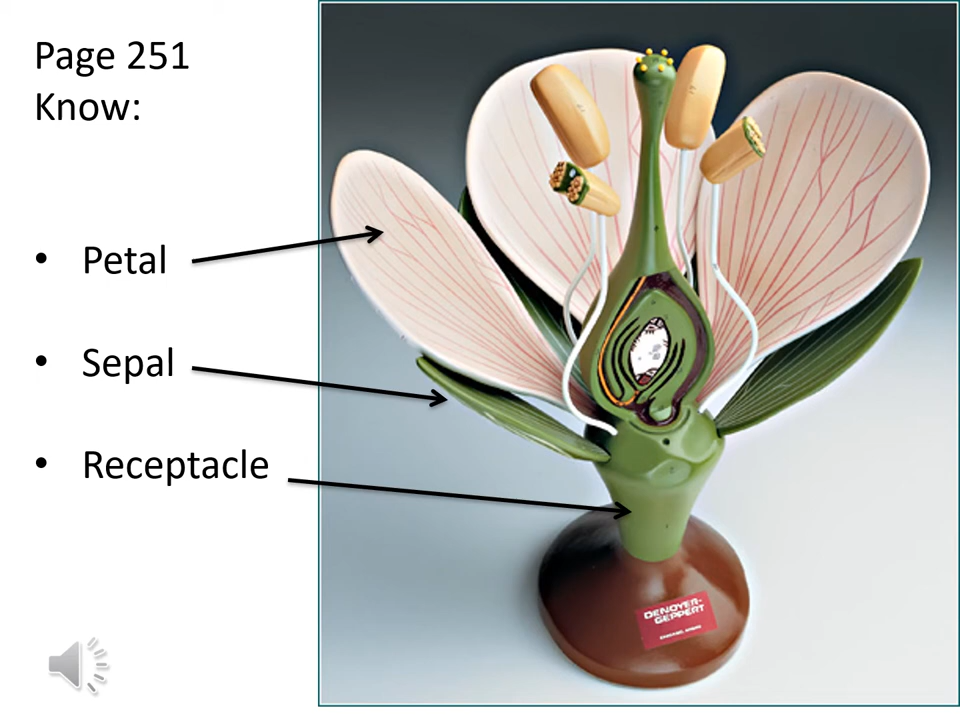 Page 251
Know:
• Petal
• Sepal
• Receptacle
DENOYER-
GEPPERT